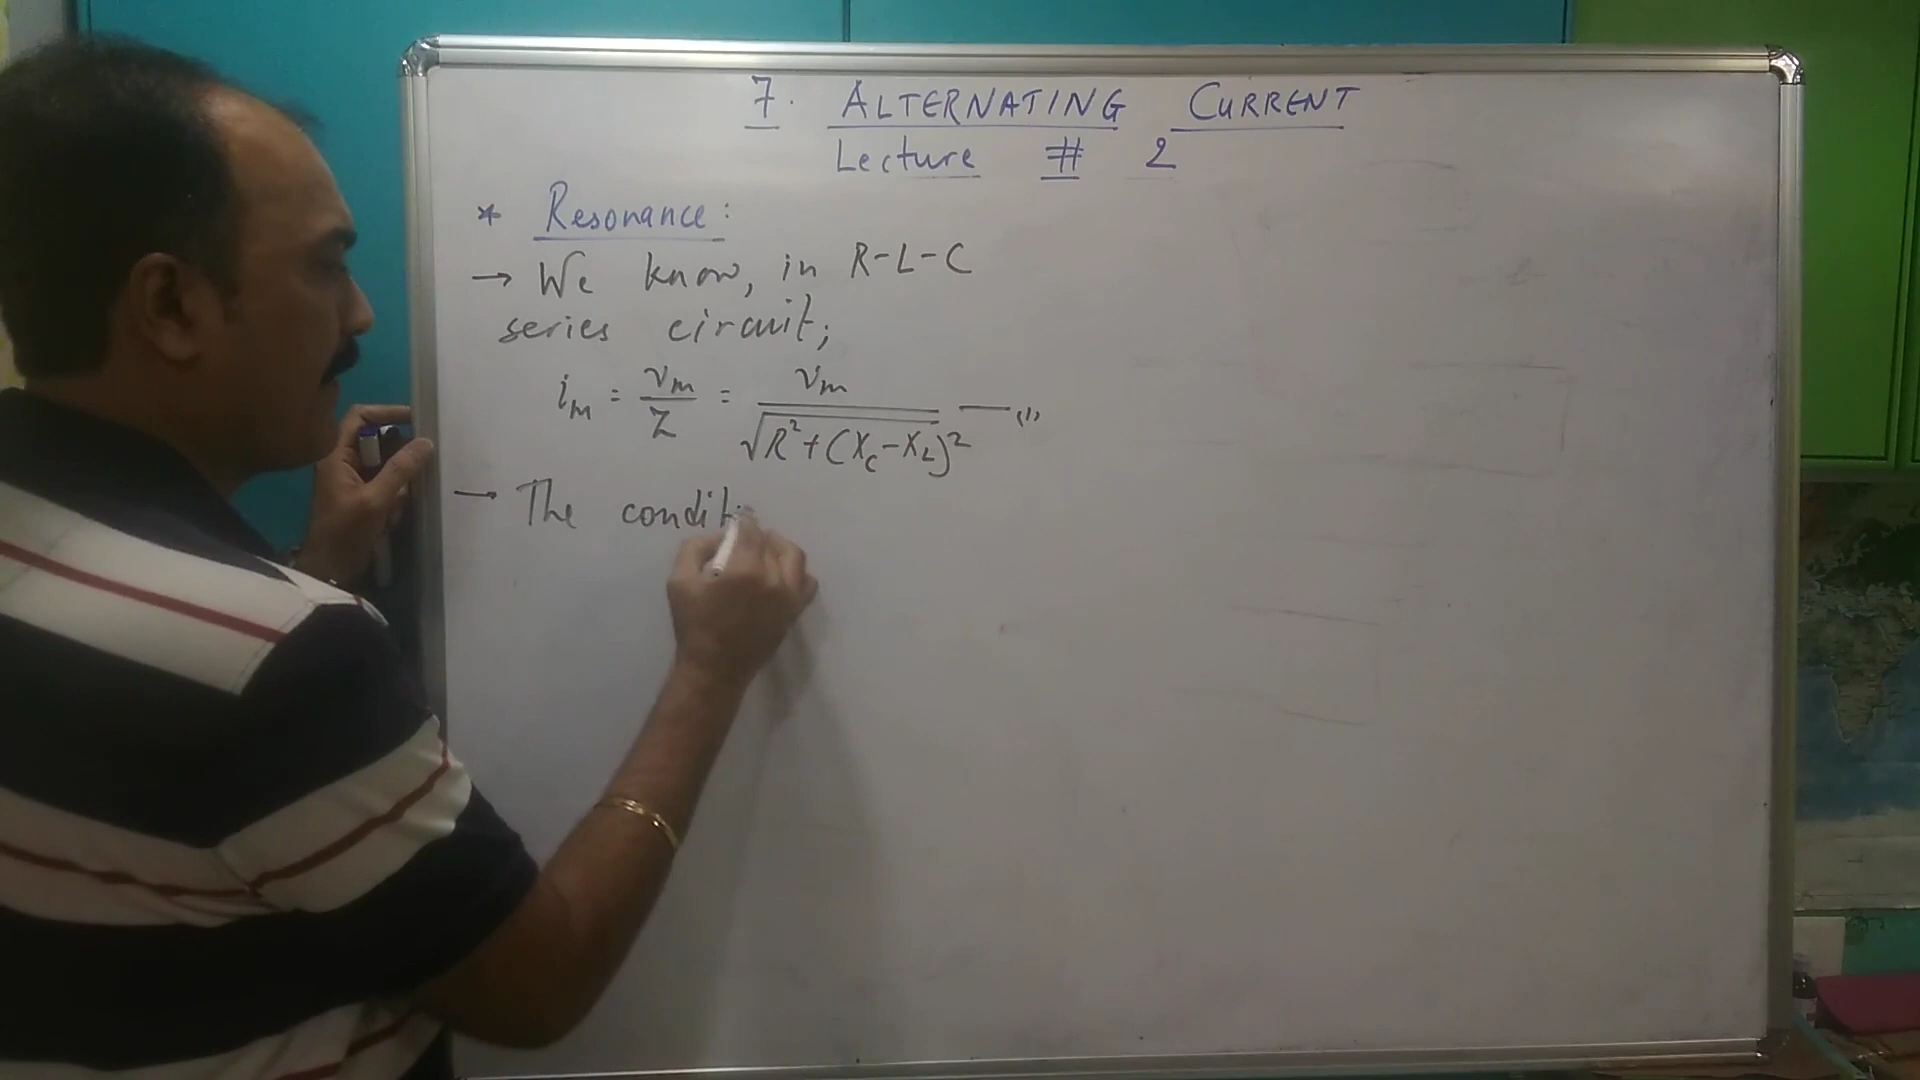 7. ALTERNATING CURRENT
Lecture # 2
* Resonance:
→ We know, in R-L-C
series circuit;
i_m = v_m/Z = v_m/√(R²+(X_C-X_L)²) —(1)
→ The condit